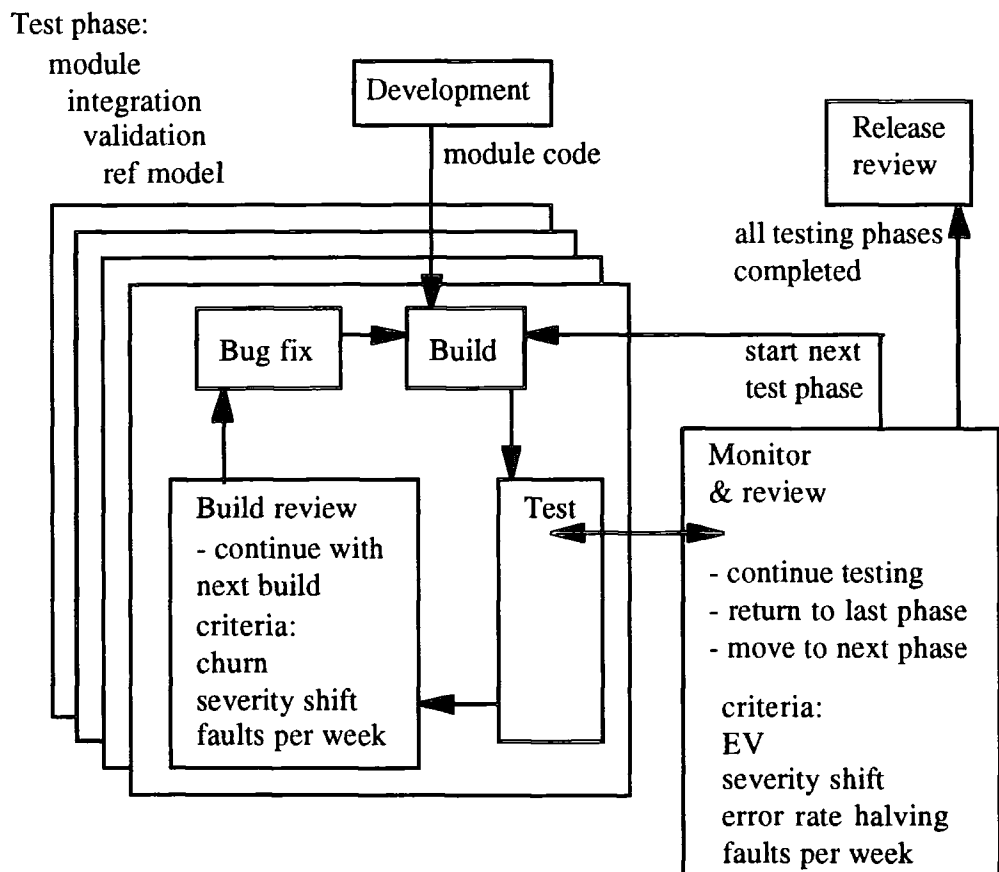 Test phase:
module
integration
validation
ref model
Development
module code
Release
review
all testing phases
completed
Bug fix
Build
start next
test phase
Build review
- continue with
next build
criteria:
churn
severity shift
faults per week
Test
Monitor
& review
- continue testing
- return to last phase
- move to next phase
criteria:
EV
severity shift
error rate halving
faults per week